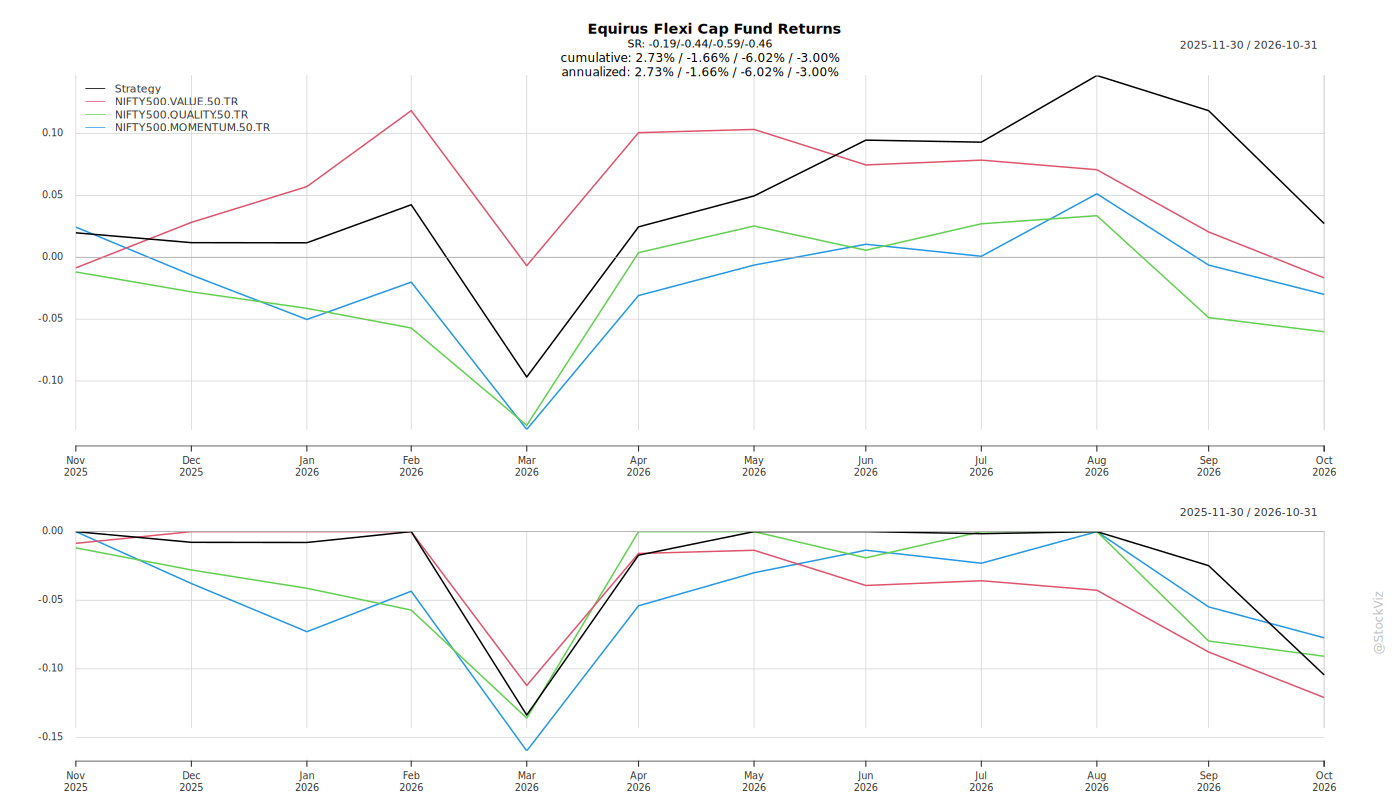 Equirus Flexi Cap Fund Returns
SR: -0.19/-0.44/-0.59/-0.46
cumulative: 2.73% / -1.66% / -6.02% / -3.00%
annualized: 2.73% / -1.66% / -6.02% / -3.00%
2025-11-30 / 2026-10-31
Strategy
NIFTY500.VALUE.50.TR
NIFTY500.QUALITY50.TR
NIFTY500.MOMENTUM.50.TR
0.10
0.05
0.00
-0.05
-0.10
Nov Dec Jan Feb Mar Apr May Jun Jul Aug Sep Oct
2025 2025 2026 2026 2026 2026 2026 2026 2026 2026 2026 2026
2025-11-30 / 2026-10-31
0.00
-0.05
-0.10
-0.15
Nov Dec Jan Feb Mar Apr May Jun Jul Aug Sep Oct
2025 2025 2026 2026 2026 2026 2026 2026 2026 2026 2026 2026
@StockViz